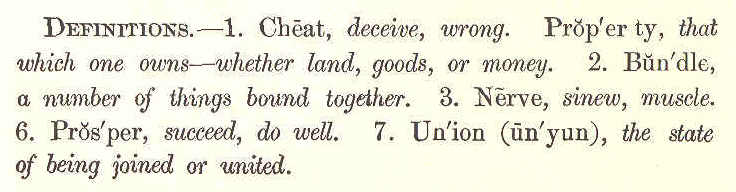 DEFINITIONS.—1. Chēat, deceive, wrong. Prŏp'er ty, that
which one owns—whether land, goods, or money. 2. Bŭn'dle,
a number of things bound together. 3. Nērve, sinew, muscle.
6. Prŏs'per, succeed, do well. 7. Un'ion (ūn'yun), the state
of being joined or united.